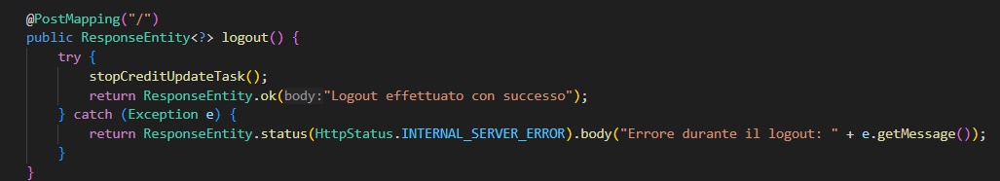 @PostMapping("/")
public ResponseEntity<?> logout() {
    try {
        stopCreditUpdateTask();
        return ResponseEntity.ok(body:"Logout effettuato con successo");
    } catch (Exception e) {
        return ResponseEntity.status(HttpStatus.INTERNAL_SERVER_ERROR).body("Errore durante il logout: " + e.getMessage());
    }
}